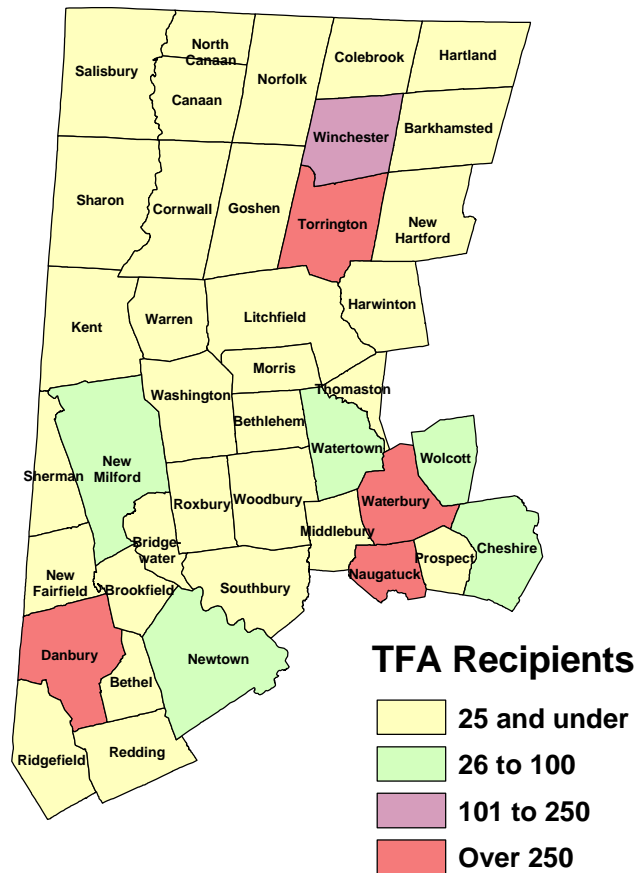 North
Canaan
Colebrook
Hartland
Salisbury
Norfolk
Canaan
Winchester
Barkhamsted
Sharon
Cornwall
Goshen
Torrington
New
Hartford
Kent
Warren
Litchfield
Harwinton
Morris
Washington
Thomaston
Bethlehem
Watertown
Wolcott
Sherman
New
Milford
Roxbury
Woodbury
Waterbury
Middlebury
Bridge-
water
Prospect
Cheshire
New
Fairfield
Brookfield
Southbury
Naugatuck
Danbury
Bethel
Newtown
Ridgefield
Redding
TFA Recipients
25 and under
26 to 100
101 to 250
Over 250